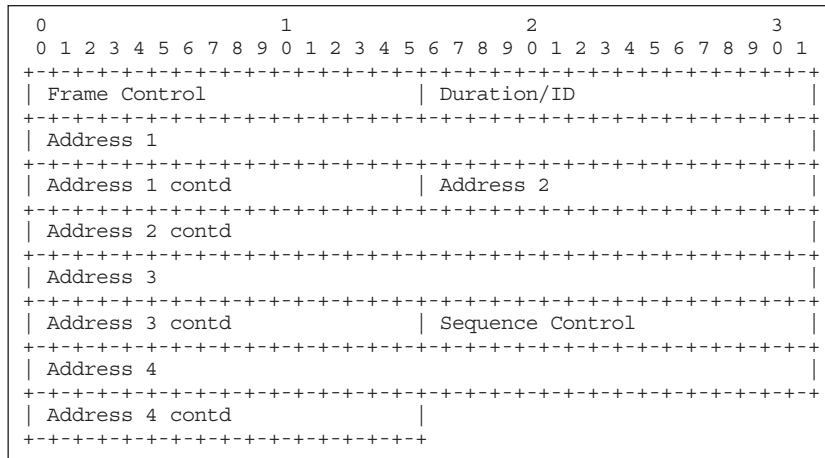 0                   1                   2                   3
 0 1 2 3 4 5 6 7 8 9 0 1 2 3 4 5 6 7 8 9 0 1 2 3 4 5 6 7 8 9 0 1
+-+-+-+-+-+-+-+-+-+-+-+-+-+-+-+-+-+-+-+-+-+-+-+-+-+-+-+-+-+-+-+-+
| Frame Control                 | Duration/ID                   |
+-+-+-+-+-+-+-+-+-+-+-+-+-+-+-+-+-+-+-+-+-+-+-+-+-+-+-+-+-+-+-+-+
| Address 1                                                     |
+-+-+-+-+-+-+-+-+-+-+-+-+-+-+-+-+-+-+-+-+-+-+-+-+-+-+-+-+-+-+-+-+
| Address 1 contd               | Address 2                     |
+-+-+-+-+-+-+-+-+-+-+-+-+-+-+-+-+-+-+-+-+-+-+-+-+-+-+-+-+-+-+-+-+
| Address 2 contd                                               |
+-+-+-+-+-+-+-+-+-+-+-+-+-+-+-+-+-+-+-+-+-+-+-+-+-+-+-+-+-+-+-+-+
| Address 3                                                     |
+-+-+-+-+-+-+-+-+-+-+-+-+-+-+-+-+-+-+-+-+-+-+-+-+-+-+-+-+-+-+-+-+
| Address 3 contd               | Sequence Control              |
+-+-+-+-+-+-+-+-+-+-+-+-+-+-+-+-+-+-+-+-+-+-+-+-+-+-+-+-+-+-+-+-+
| Address 4                                                     |
+-+-+-+-+-+-+-+-+-+-+-+-+-+-+-+-+-+-+-+-+-+-+-+-+-+-+-+-+-+-+-+-+
| Address 4 contd               |
+-+-+-+-+-+-+-+-+-+-+-+-+-+-+-+-+